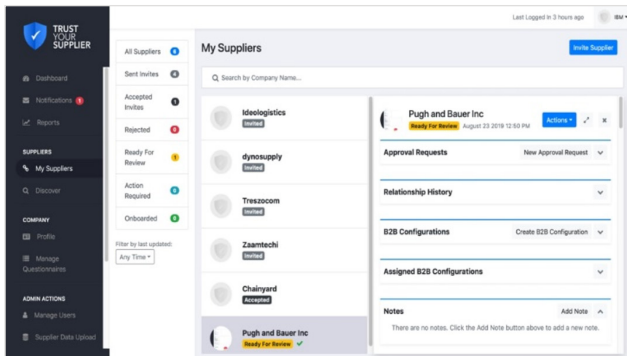 Last Logged in 3 hours ago
IBM
TRUST
YOUR
SUPPLIER
Dashboard
Notifications
Reports
SUPPLIERS
My Suppliers
Discover
COMPANY
Profile
Manage
Questionnaires
ADMIN ACTIONS
Manage Users
Supplier Data Upload
All Suppliers
Sent Invites
Accepted
Invites
Rejected
Ready For
Review
Action
Required
Onboarded
Filter by last updated:
Any Time
My Suppliers
Invite Supplier
Search by Company Name...
Ideologistics
Invited
dynosupply
Invited
Treszocom
Invited
Zaamtechi
Invited
Chainyard
Accepted
Pugh and Bauer Inc
Ready For Review
Pugh and Bauer Inc
Ready For Review August 23 2019 12:50 PM
Actions
Approval Requests New Approval Request
Relationship History
B2B Configurations Create B2B Configuration
Assigned B2B Configurations
Notes Add Note
There are no notes. Click the Add Note button above to add a new note.